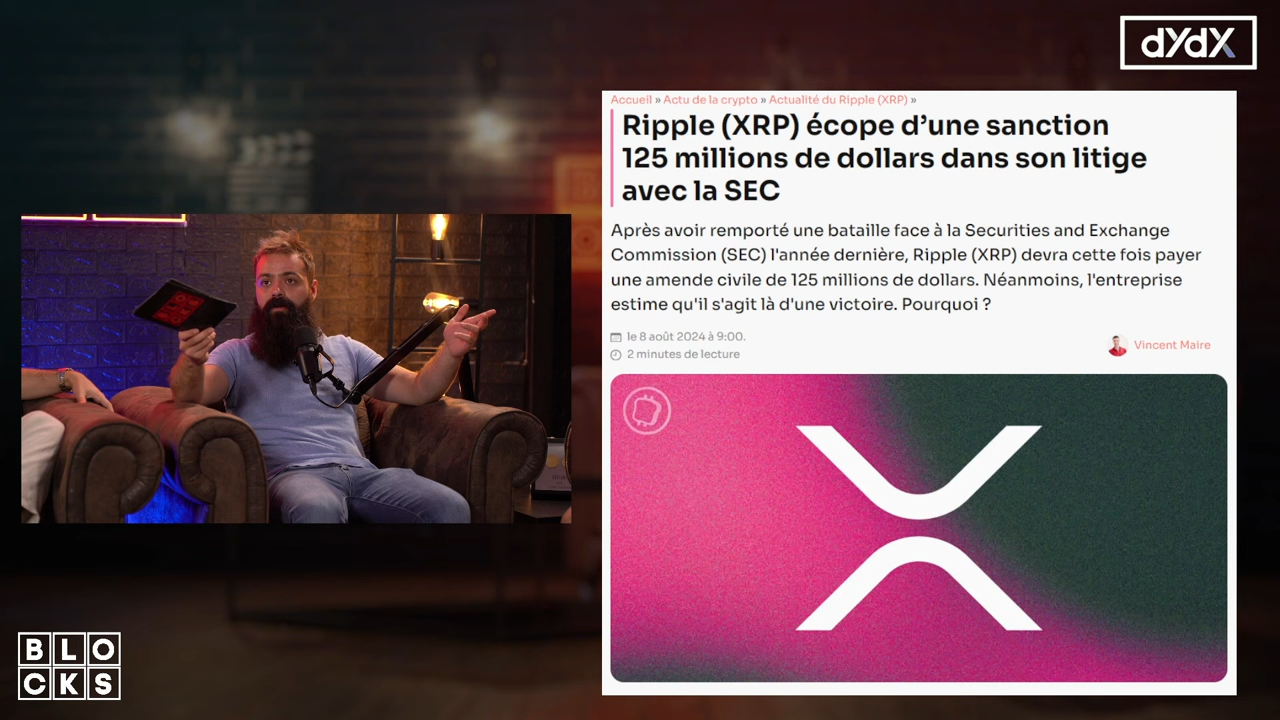 dYdX
Accueil » Actu de la crypto » Actualité du Ripple (XRP) »
Ripple (XRP) écope d’une sanction
125 millions de dollars dans son litige
avec la SEC
Après avoir remporté une bataille face à la Securities and Exchange
Commission (SEC) l'année dernière, Ripple (XRP) devra cette fois payer
une amende civile de 125 millions de dollars. Néanmoins, l'entreprise
estime qu'il s'agit là d'une victoire. Pourquoi ?
le 8 août 2024 à 9:00.
2 minutes de lecture
Vincent Maire
BLO
CKS